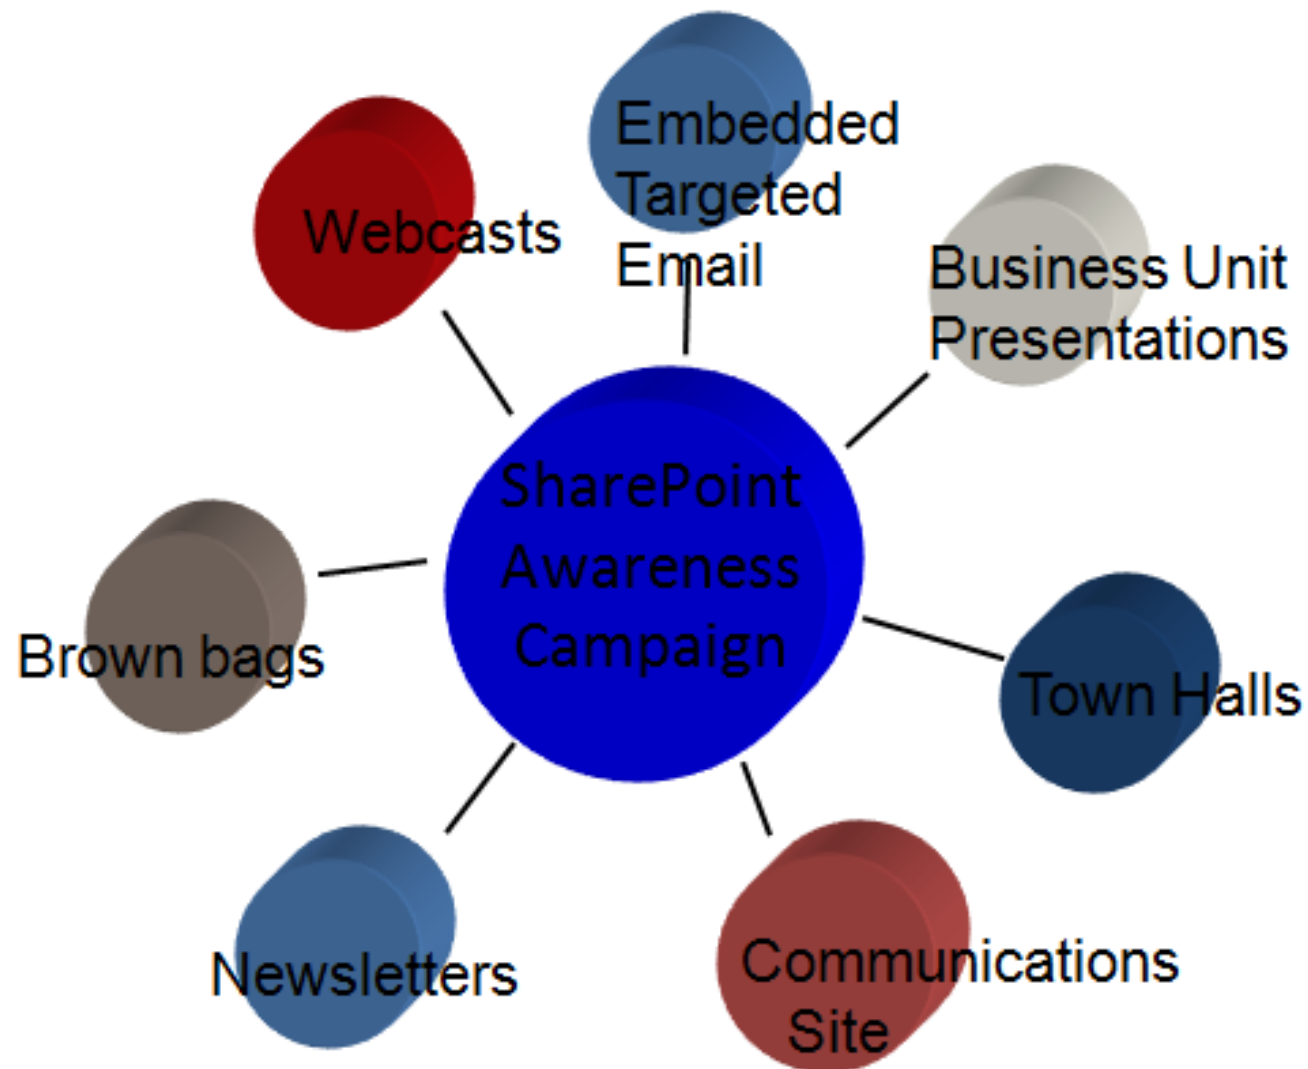 Embedded
Targeted
Email
Webcasts
Business Unit
Presentations
SharePoint
Awareness
Campaign
Brown bags
Town Halls
Newsletters
Communications
Site